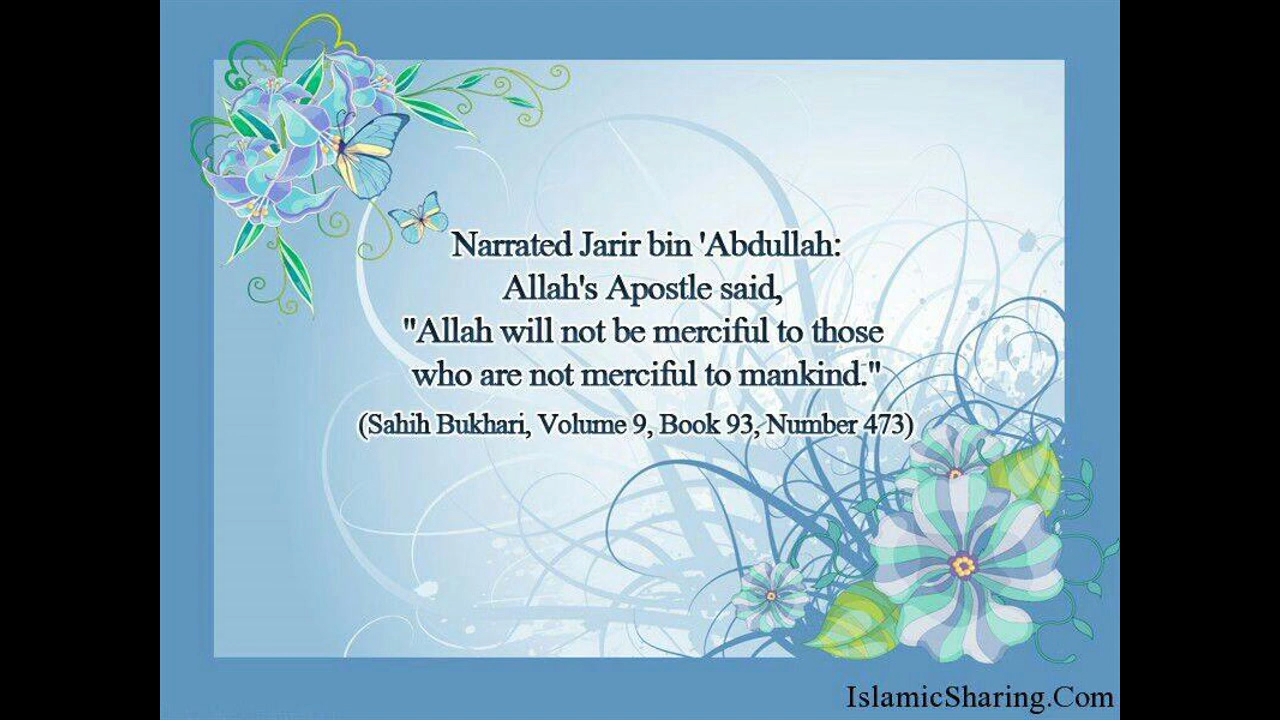 Narrated Jarir bin 'Abdullah:
Allah's Apostle said,
"Allah will not be merciful to those
who are not merciful to mankind."
(Sahih Bukhari, Volume 9, Book 93, Number 473)
IslamicSharing.Com